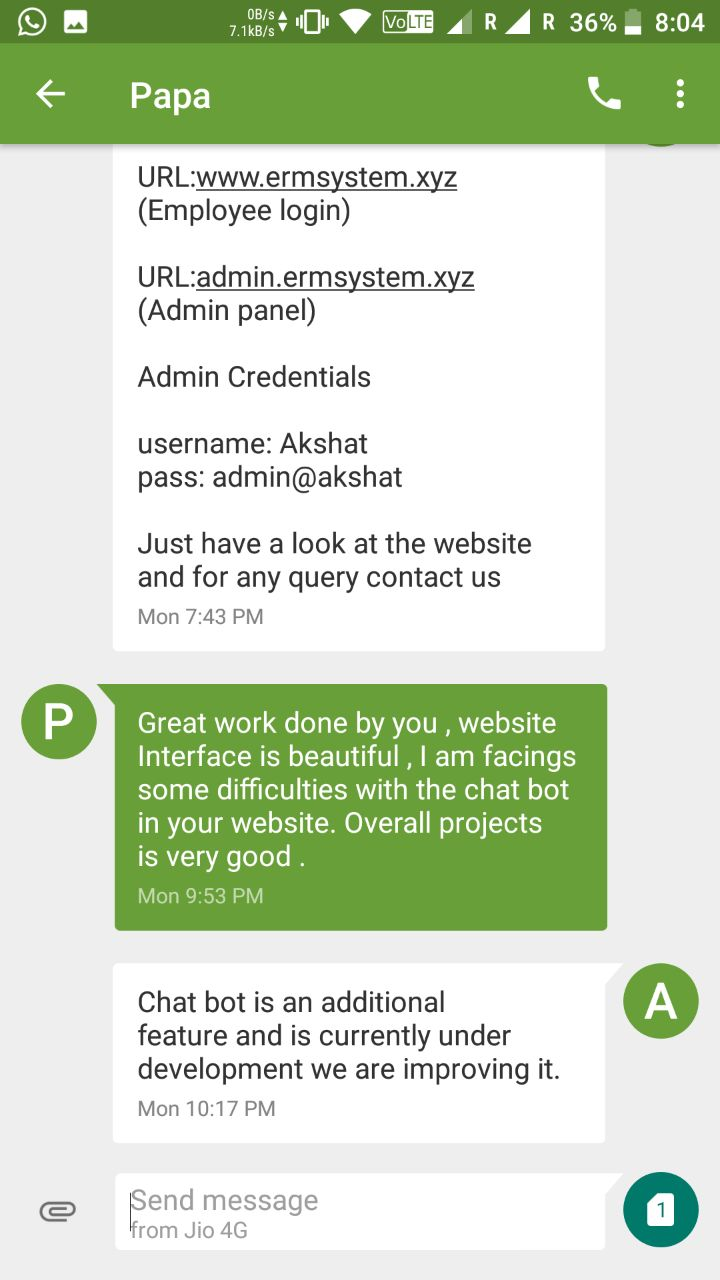 0B/s
7.1kB/s
VoLTE
R
R
36%
8:04
Papa
URL:www.ermsystem.xyz
(Employee login)
URL:admin.ermsystem.xyz
(Admin panel)
Admin Credentials
username: Akshat
pass: admin@akshat
Just have a look at the website
and for any query contact us
Mon 7:43 PM
P
Great work done by you , website
Interface is beautiful , I am facings
some difficulties with the chat bot
in your website. Overall projects
is very good .
Mon 9:53 PM
A
Chat bot is an additional
feature and is currently under
development we are improving it.
Mon 10:17 PM
Send message
from Jio 4G
1